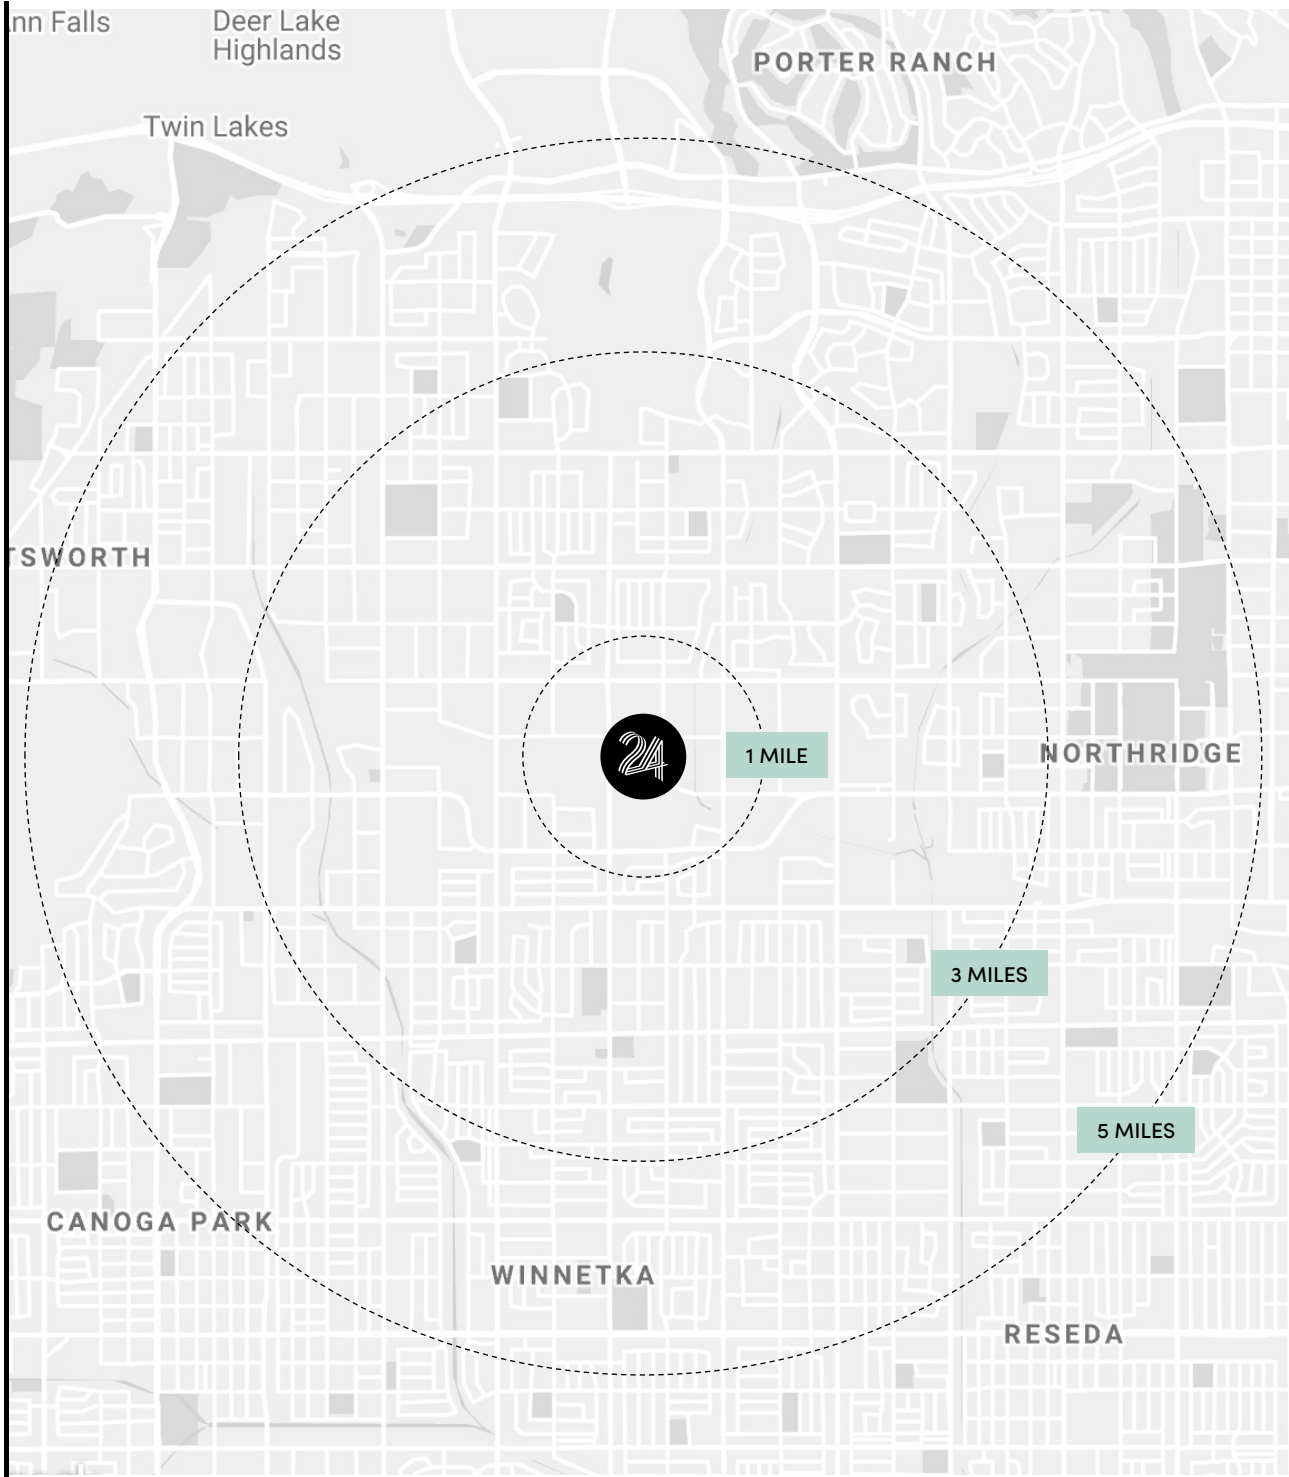 nn Falls
Deer Lake
Highlands
PORTER RANCH
Twin Lakes
TSWORTH
24
1 MILE
NORTHRIDGE
3 MILES
5 MILES
CANOGA PARK
WINNETKA
RESEDA